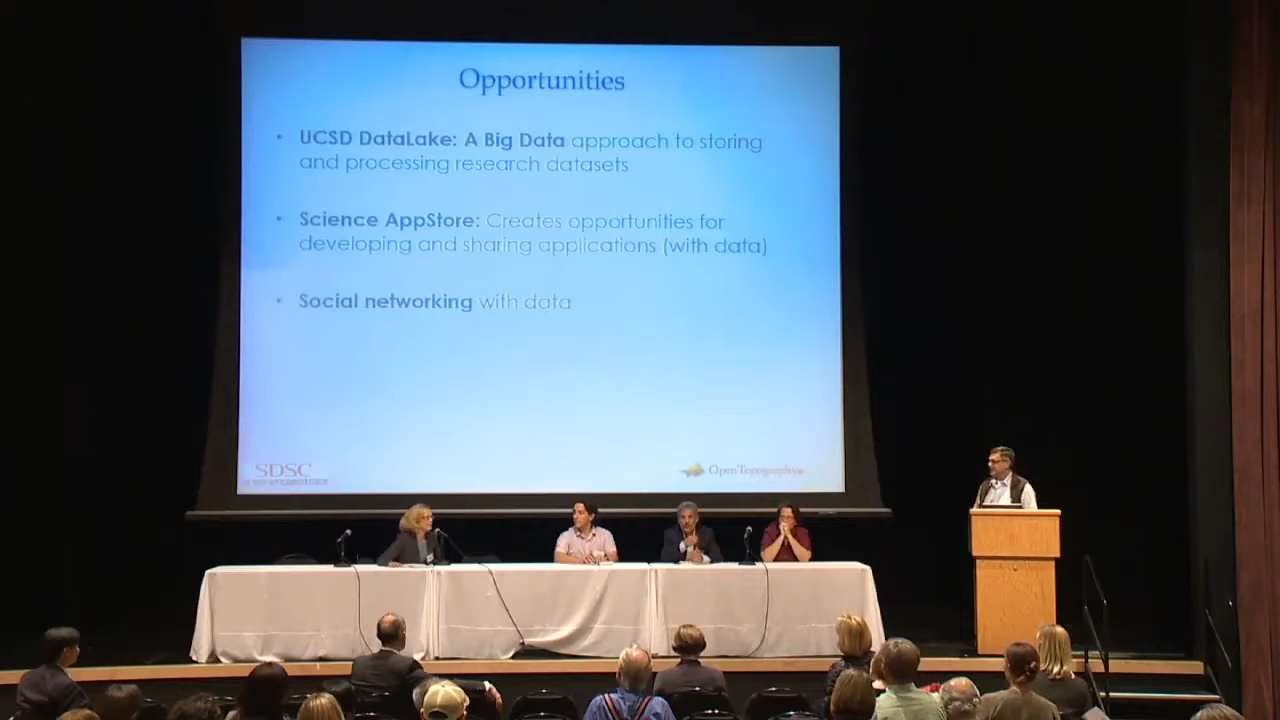 Opportunities
• UCSD DataLake: A Big Data approach to storing
and processing research datasets
• Science AppStore: Creates opportunities for
developing and sharing applications (with data)
• Social networking with data
SDSC
OpenTopography